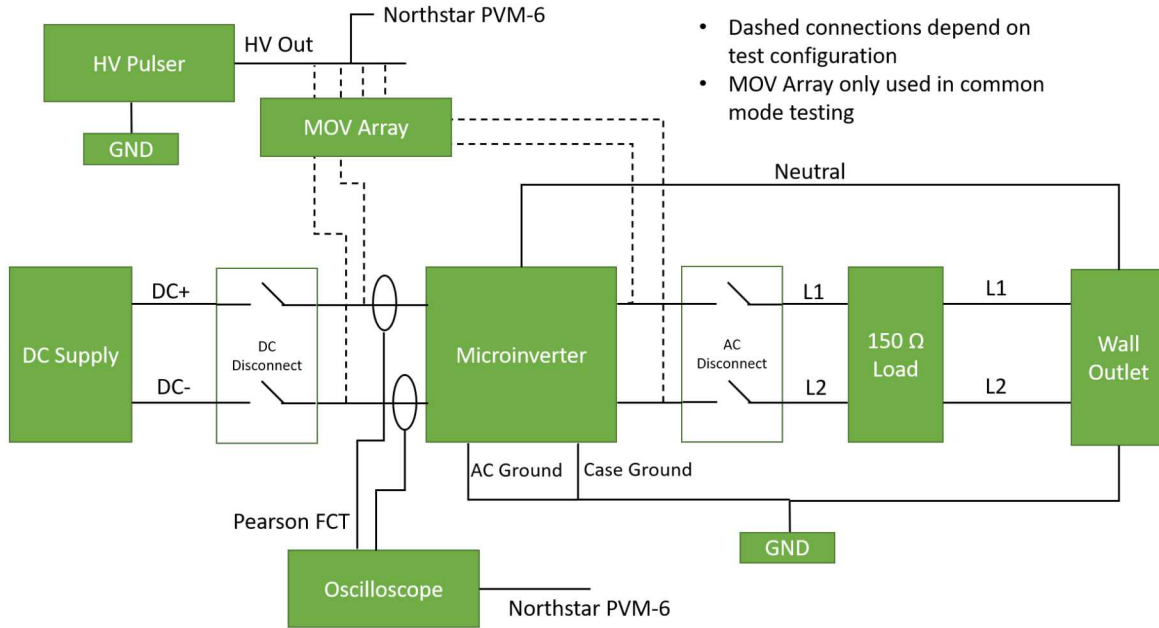 Northstar PVM-6
HV Out
HV Pulser
GND
MOV Array
• Dashed connections depend on
test configuration
• MOV Array only used in common
mode testing
Neutral
DC Supply
DC+
DC-
DC
Disconnect
Microinverter
AC
Disconnect
L1
L2
150 Ω
Load
L1
L2
Wall
Outlet
AC Ground
Case Ground
GND
Pearson FCT
Oscilloscope
Northstar PVM-6